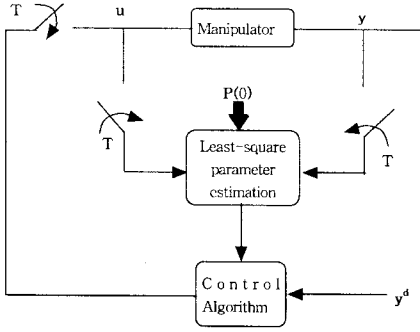 T
u
Manipulator
y
P(0)
T
Least-square
parameter
estimation
T
Control
Algorithm
y^d